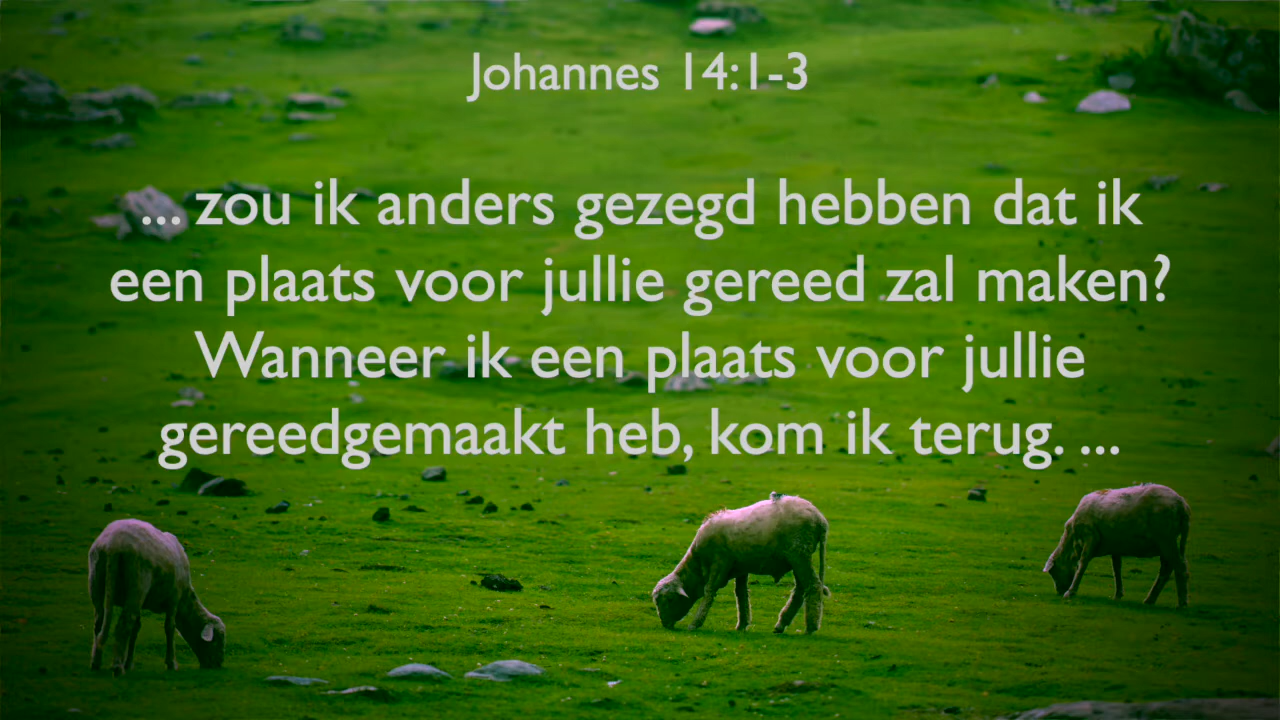 Johannes 14:1-3
... zou ik anders gezegd hebben dat ik
een plaats voor jullie gereed zal maken?
Wanneer ik een plaats voor jullie
gereedgemaakt heb, kom ik terug. ...